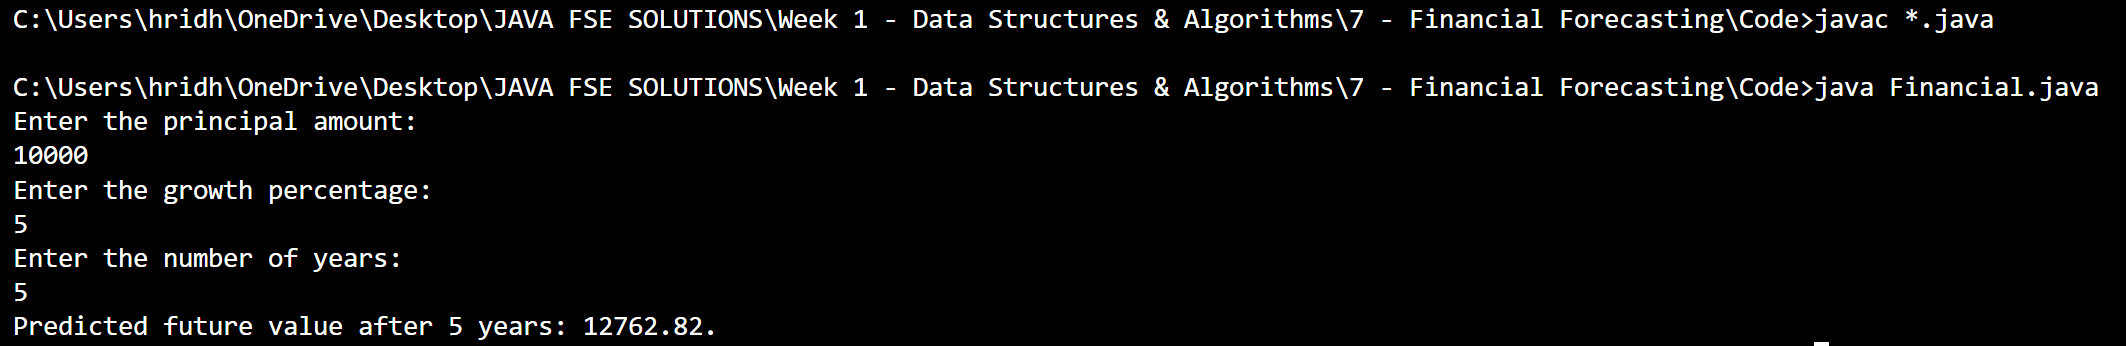 C:\Users\hridh\OneDrive\Desktop\JAVA FSE SOLUTIONS\Week 1 - Data Structures & Algorithms\7 - Financial Forecasting\Code>javac *.java
C:\Users\hridh\OneDrive\Desktop\JAVA FSE SOLUTIONS\Week 1 - Data Structures & Algorithms\7 - Financial Forecasting\Code>java Financial.java
Enter the principal amount:
10000
Enter the growth percentage:
5
Enter the number of years:
5
Predicted future value after 5 years: 12762.82.